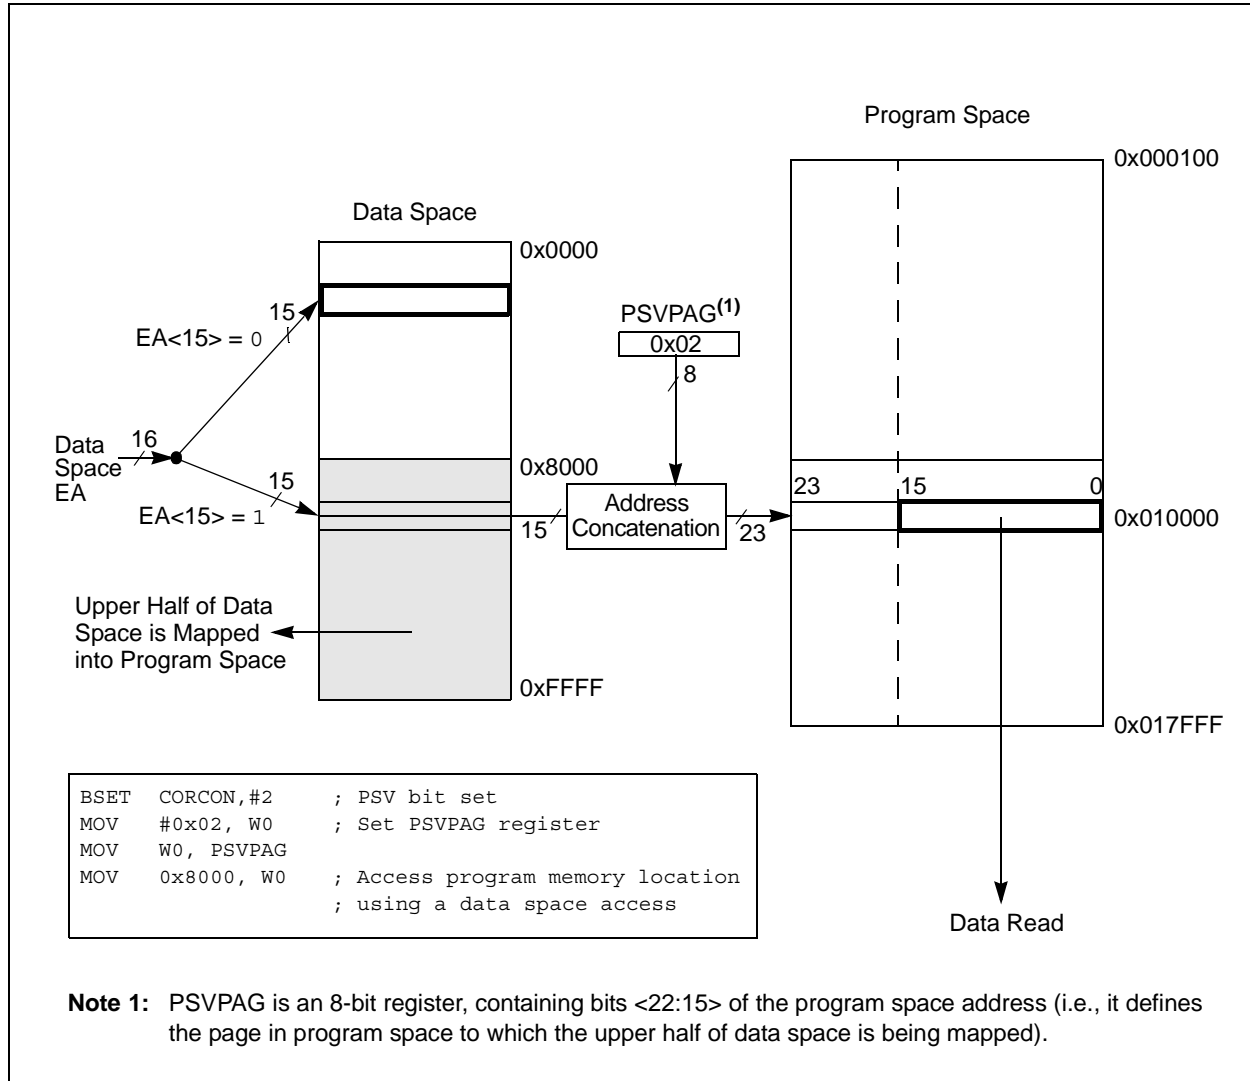 Program Space
0x000100
Data Space
0x0000
15
EA<15> = 0
PSVPAG(1)
0x02
8
16
Data
Space
EA
15
EA<15> = 1
0x8000
15
Address
Concatenation
23
23 15 0
0x010000
Upper Half of Data
Space is Mapped
into Program Space
0xFFFF
0x017FFF
BSET CORCON,#2 ; PSV bit set
MOV #0x02, W0 ; Set PSVPAG register
MOV W0, PSVPAG
MOV 0x8000, W0 ; Access program memory location
; using a data space access
Data Read
Note 1: PSVPAG is an 8-bit register, containing bits <22:15> of the program space address (i.e., it defines
the page in program space to which the upper half of data space is being mapped).